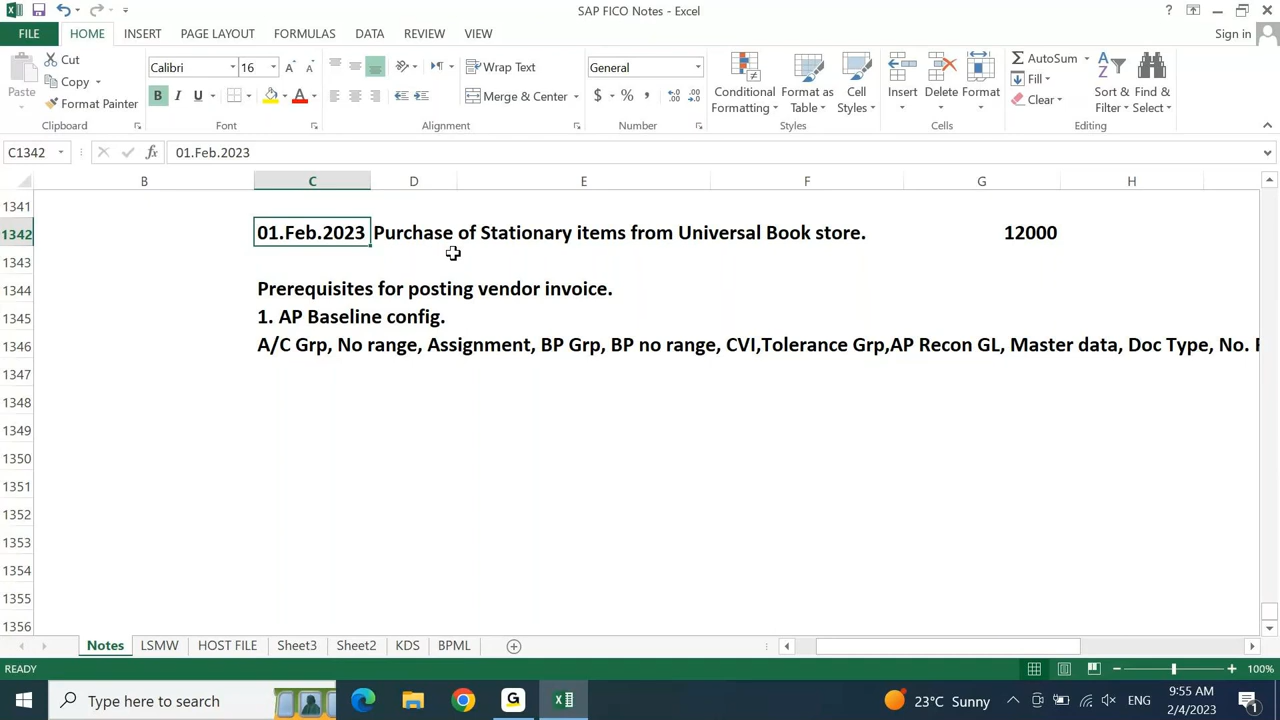 SAP FICO Notes - Excel
?
FILE
HOME
INSERT
PAGE LAYOUT
FORMULAS
DATA
REVIEW
VIEW
Sign in
Paste
Cut
Copy
Format Painter
Clipboard
Calibri
16
A A
B I U
A
Font
Wrap Text
Merge & Center
Alignment
General
$ % ,
Number
Conditional Formatting
Format as Table
Cell Styles
Styles
Insert
Delete
Format
Cells
AutoSum
Fill
Clear
Sort & Filter
Find & Select
Editing
C1342
fx
01.Feb.2023
B C D E F G H
1341
1342 01.Feb.2023 Purchase of Stationary items from Universal Book store. 12000
1343
1344 Prerequisites for posting vendor invoice.
1345 1. AP Baseline config.
1346 A/C Grp, No range, Assignment, BP Grp, BP no range, CVI,Tolerance Grp,AP Recon GL, Master data, Doc Type, No.
1347
1348
1349
1350
1351
1352
1353
1354
1355
1356
Notes LSMW HOST FILE Sheet3 Sheet2 KDS BPML
READY
100%
Type here to search
G
23°C Sunny
ENG
9:55 AM
2/4/2023
1